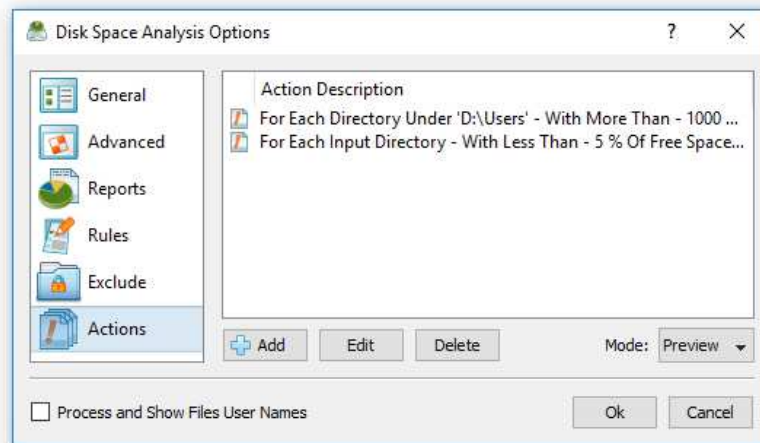 Disk Space Analysis Options
General
Advanced
Reports
Rules
Exclude
Actions
Action Description
For Each Directory Under 'D:\Users' - With More Than - 1000 ...
For Each Input Directory - With Less Than - 5 % Of Free Space...
Add Edit Delete Mode: Preview
Process and Show Files User Names
Ok Cancel